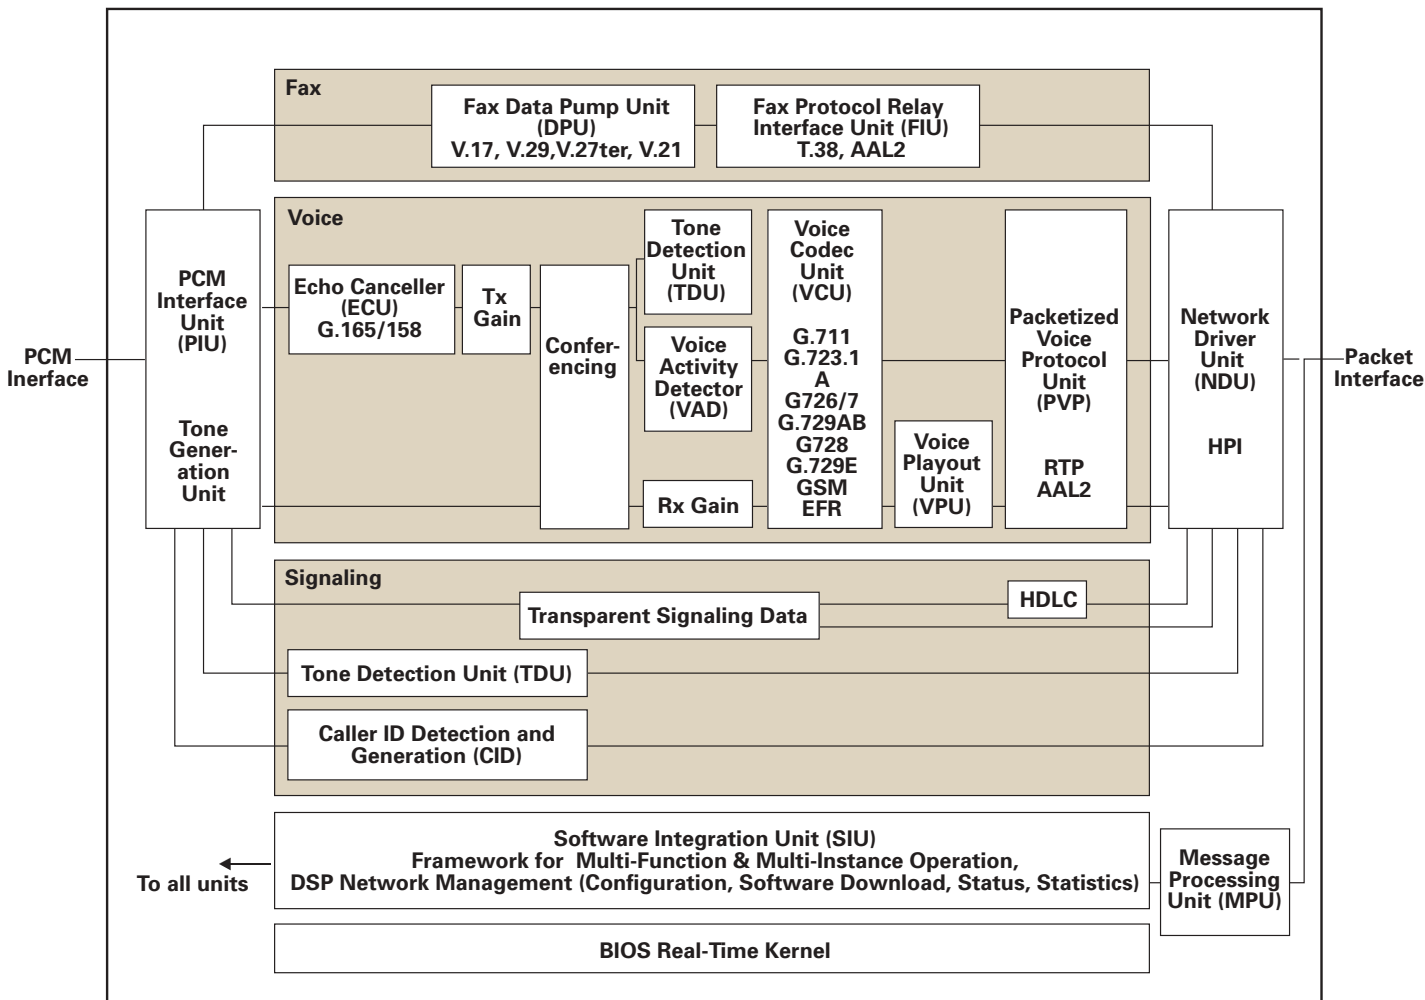 Fax
Fax Data Pump Unit
(DPU)
V.17, V.29,V.27ter, V.21
Fax Protocol Relay
Interface Unit (FIU)
T.38, AAL2
Voice
PCM
Interface
Unit
(PIU)
Tone
Gener-
ation
Unit
PCM
Inerface
Echo Canceller
(ECU)
G.165/158
Tx
Gain
Confer-
encing
Tone
Detection
Unit
(TDU)
Voice
Activity
Detector
(VAD)
Rx Gain
Voice
Codec
Unit
(VCU)
G.711
G.723.1
A
G726/7
G.729AB
G728
G.729E
GSM
EFR
Voice
Playout
Unit
(VPU)
Packetized
Voice
Protocol
Unit
(PVP)
RTP
AAL2
Network
Driver
Unit
(NDU)
HPI
Packet
Interface
Signaling
Transparent Signaling Data
HDLC
Tone Detection Unit (TDU)
Caller ID Detection and
Generation (CID)
To all units
Software Integration Unit (SIU)
Framework for Multi-Function & Multi-Instance Operation,
DSP Network Management (Configuration, Software Download, Status, Statistics)
Message
Processing
Unit (MPU)
BIOS Real-Time Kernel